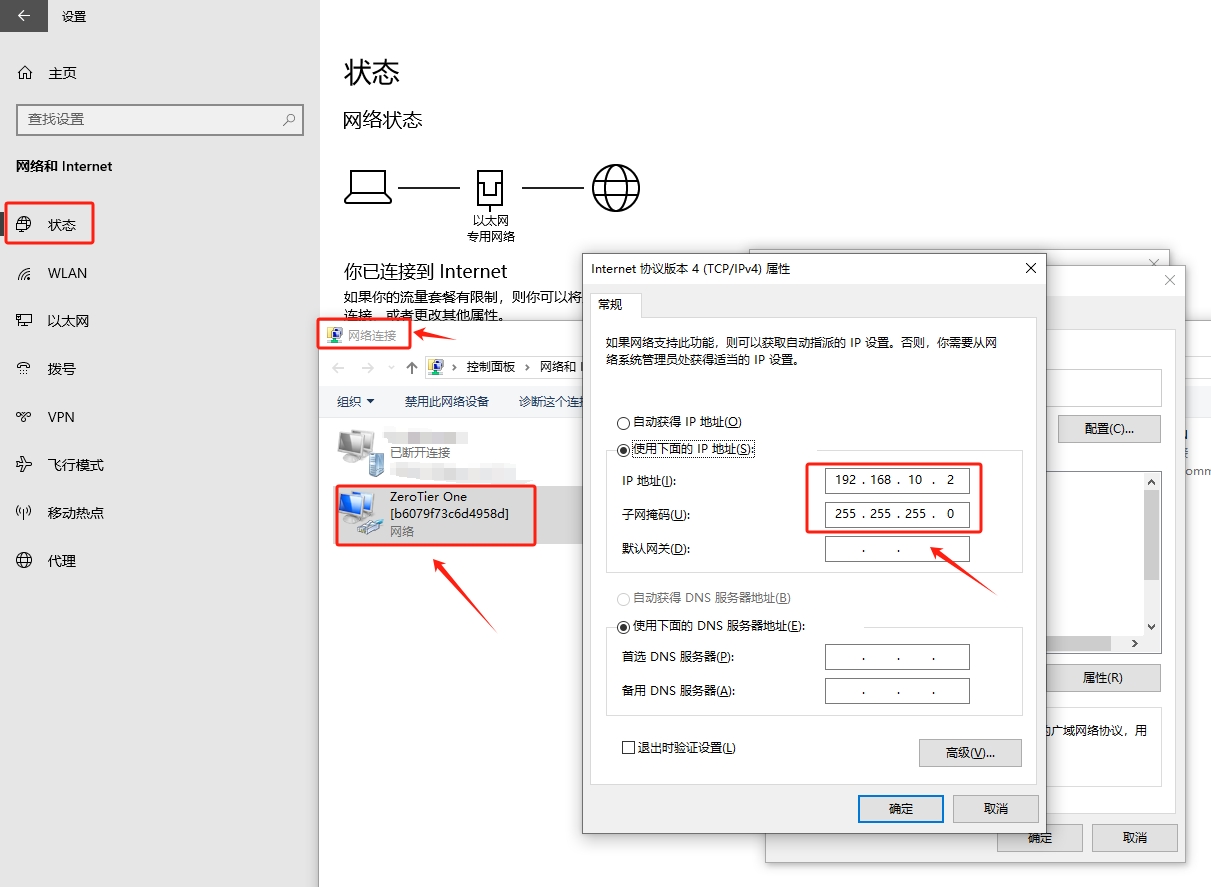 设置
主页
查找设置
网络和 Internet
状态
WLAN
以太网
拨号
VPN
飞行模式
移动热点
代理
状态
网络状态
以太网
专用网络
你已连接到 Internet
如果你的流量套餐有限制，则你可以将
连接，或者更改其他属性。
网络连接
控制面板 › 网络和 I
组织
禁用此网络设备
诊断这个连接
已断开连接
ZeroTier One
[b6079f73c6d4958d]
网络
Internet 协议版本 4 (TCP/IPv4) 属性
常规
如果网络支持此功能，则可以获取自动指派的 IP 设置。否则，你需要从网
络系统管理员处获得适当的 IP 设置。
自动获得 IP 地址(O)
使用下面的 IP 地址(S):
IP 地址(I):
192 . 168 . 10 . 2
子网掩码(U):
255 . 255 . 255 . 0
默认网关(D):
. . .
自动获得 DNS 服务器地址(B)
使用下面的 DNS 服务器地址(E):
首选 DNS 服务器(P):
. . .
备用 DNS 服务器(A):
. . .
退出时验证设置(L)
高级(V)...
确定
取消
配置(C)...
属性(R)
广域网络协议，用
确定
取消
omm